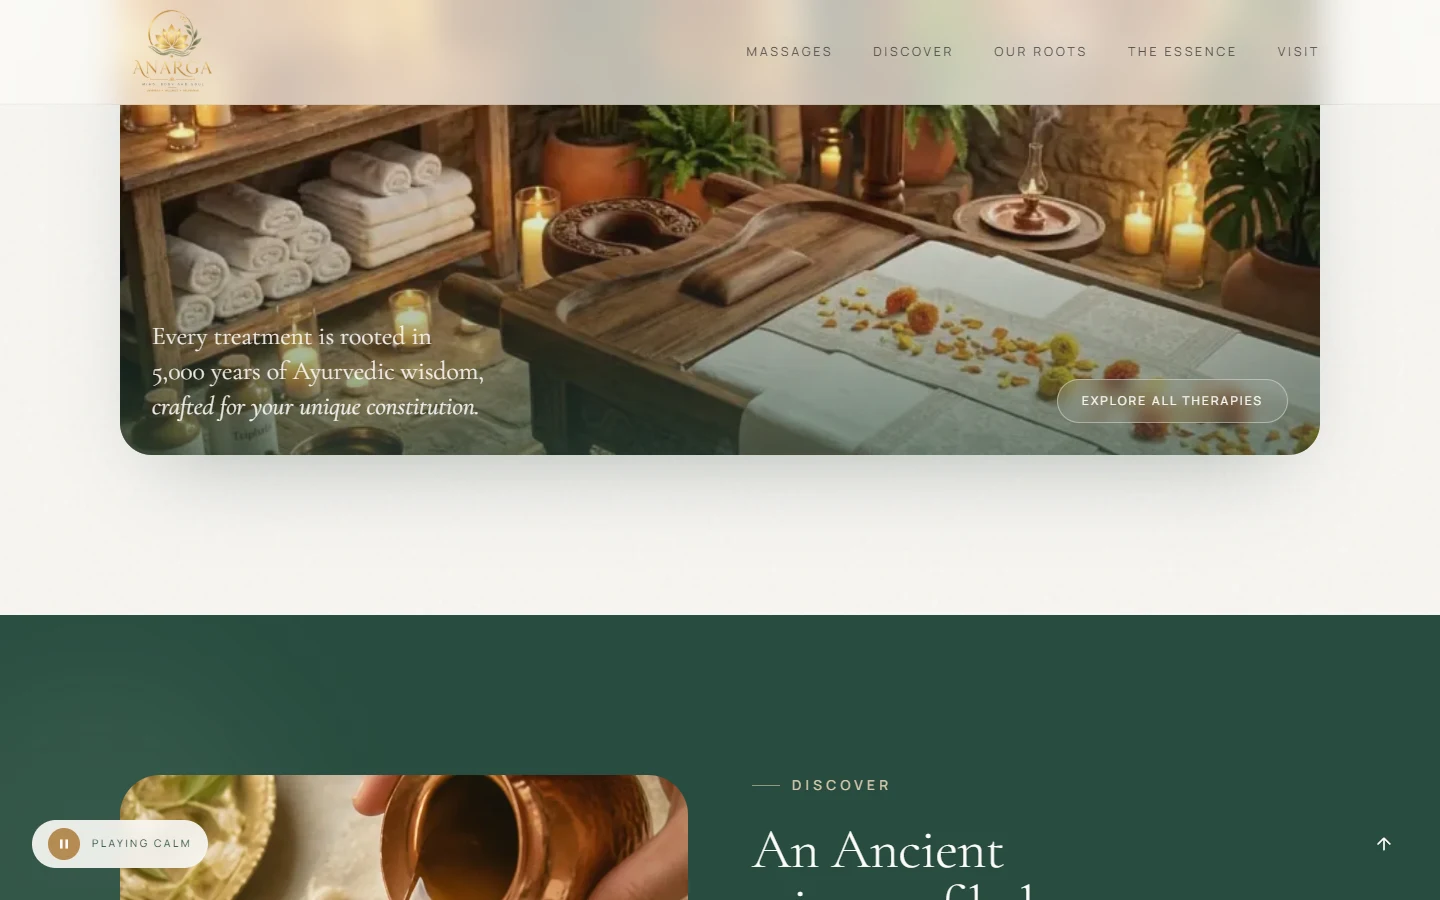 ANARGA
MASSAGES
DISCOVER
OUR ROOTS
THE ESSENCE
VISIT
Every treatment is rooted in
5,000 years of Ayurvedic wisdom,
crafted for your unique constitution.
EXPLORE ALL THERAPIES
DISCOVER
An Ancient
PLAYING CALM